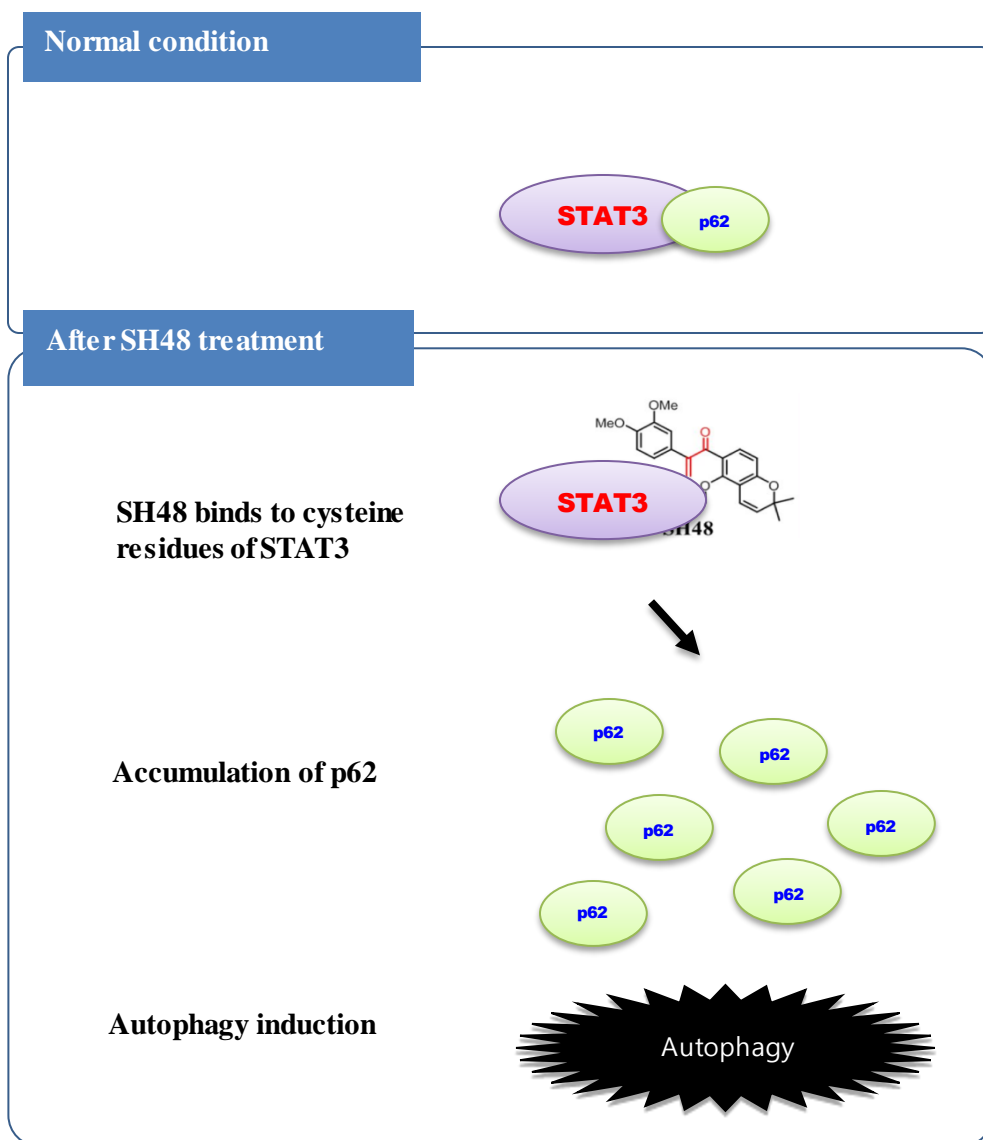 Normal condition
STAT3
p62
After SH48 treatment
OMe
MeO
O
O
O
STAT3
SH48
SH48 binds to cysteine
residues of STAT3
p62
p62
Accumulation of p62
p62
p62
p62
p62
Autophagy induction
Autophagy